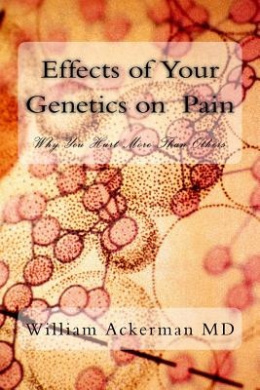 Effects of Your
Genetics on Pain
Why You Hurt More Than Others
William Ackerman MD